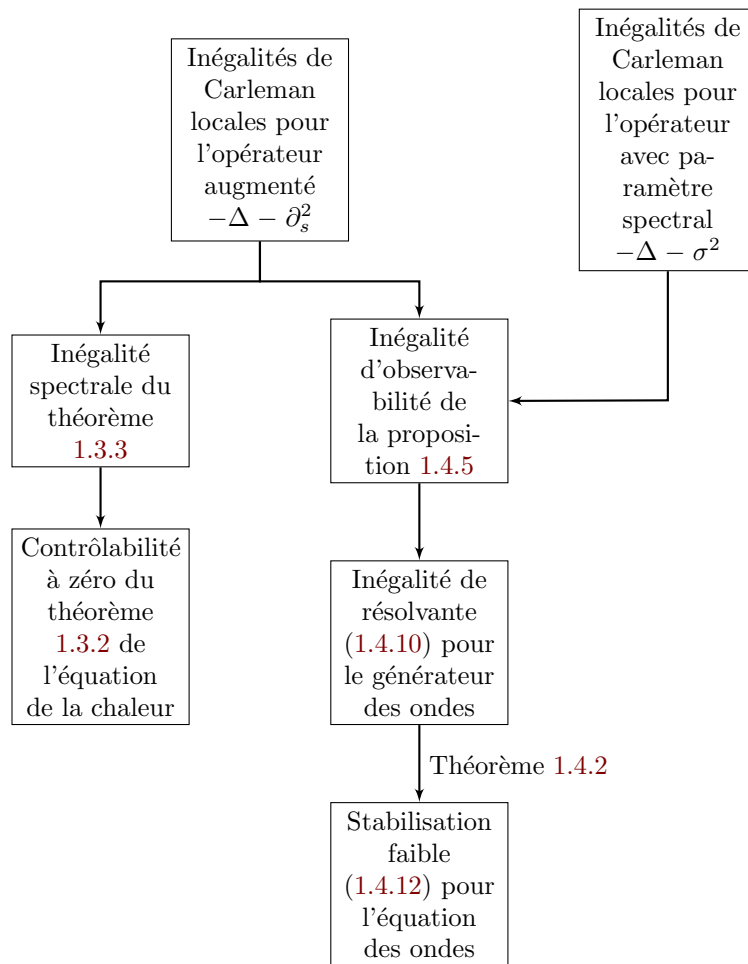 Inégalités de
Carleman
locales pour
l'opérateur
augmenté
−Δ − ∂²ₛ
Inégalités de
Carleman
locales pour
l'opérateur
avec pa-
ramètre
spectral
−Δ − σ²
Inégalité
spectrale du
théorème
1.3.3
Inégalité
d'observa-
bilité de
la proposi-
tion 1.4.5
Contrôlabilité
à zéro du
théorème
1.3.2 de
l'équation
de la chaleur
Inégalité de
résolvante
(1.4.10) pour
le générateur
des ondes
Théorème 1.4.2
Stabilisation
faible
(1.4.12) pour
l'équation
des ondes